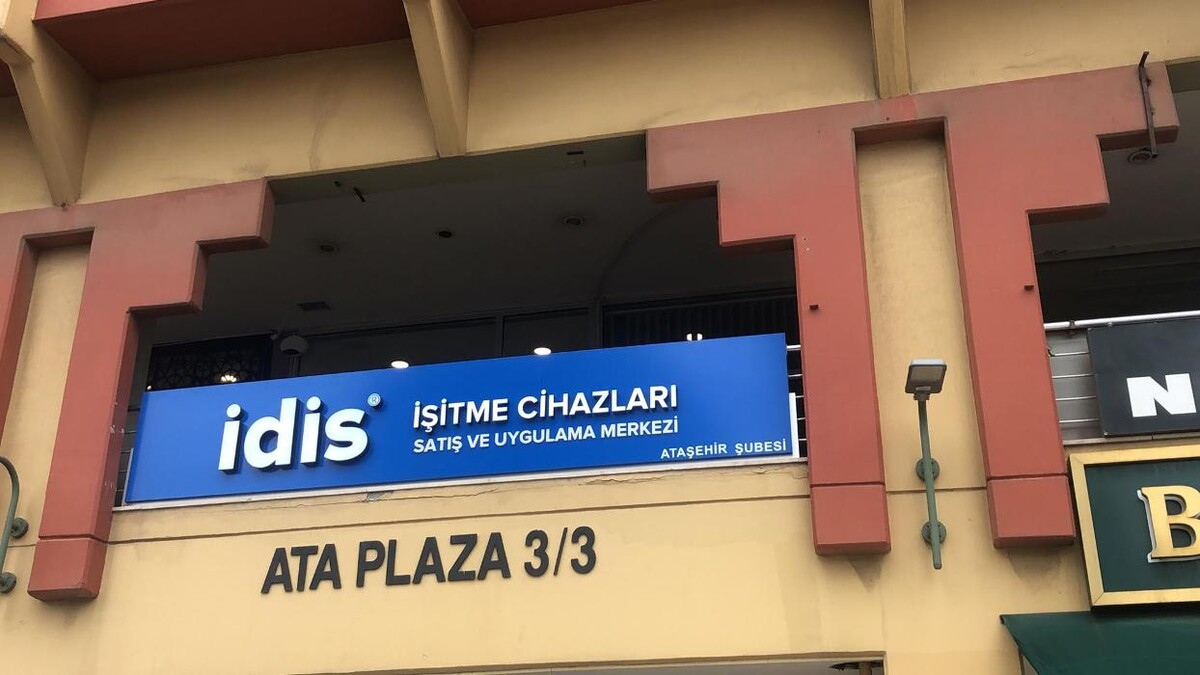 idis®
İŞİTME CİHAZLARI
SATIŞ VE UYGULAMA MERKEZİ
ATAŞEHİR ŞUBESİ
ATA PLAZA 3/3
N
B